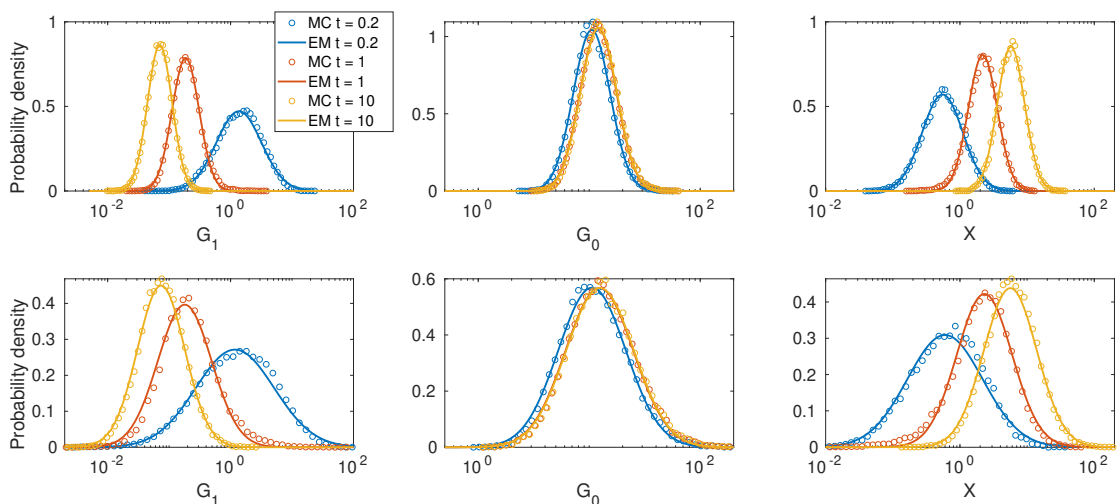 Probability density
1
0.5
0
10^-2
10^0
10^2
G_1
MC t = 0.2
EM t = 0.2
MC t = 1
EM t = 1
MC t = 10
EM t = 10
1
0.5
0
10^0
10^2
G_0
1
0.5
0
10^-2
10^0
10^2
X
Probability density
0.4
0.3
0.2
0.1
0
10^-2
10^0
10^2
G_1
0.6
0.4
0.2
0
10^0
10^2
G_0
0.4
0.3
0.2
0.1
0
10^-2
10^0
10^2
X